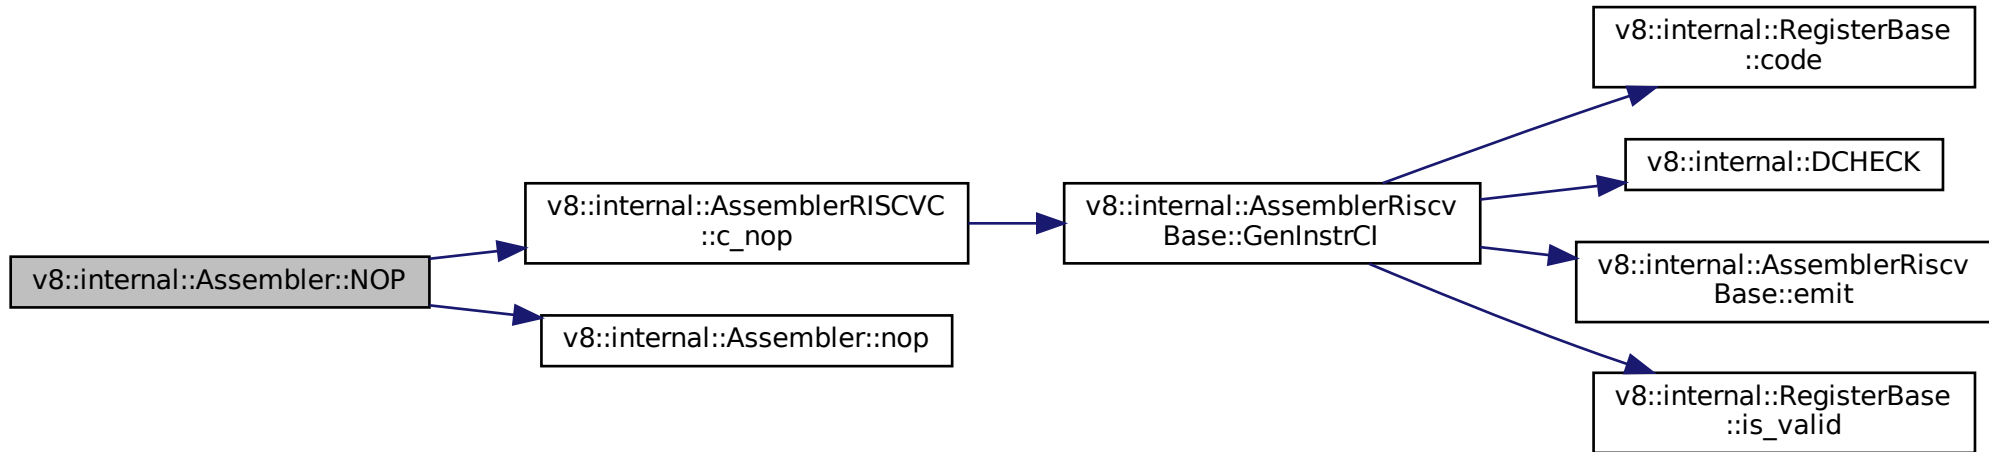 v8::internal::Assembler::NOP
v8::internal::AssemblerRISCVC
::c_nop
v8::internal::Assembler::nop
v8::internal::AssemblerRiscv
Base::GenInstrCI
v8::internal::RegisterBase
::code
v8::internal::DCHECK
v8::internal::AssemblerRiscv
Base::emit
v8::internal::RegisterBase
::is_valid